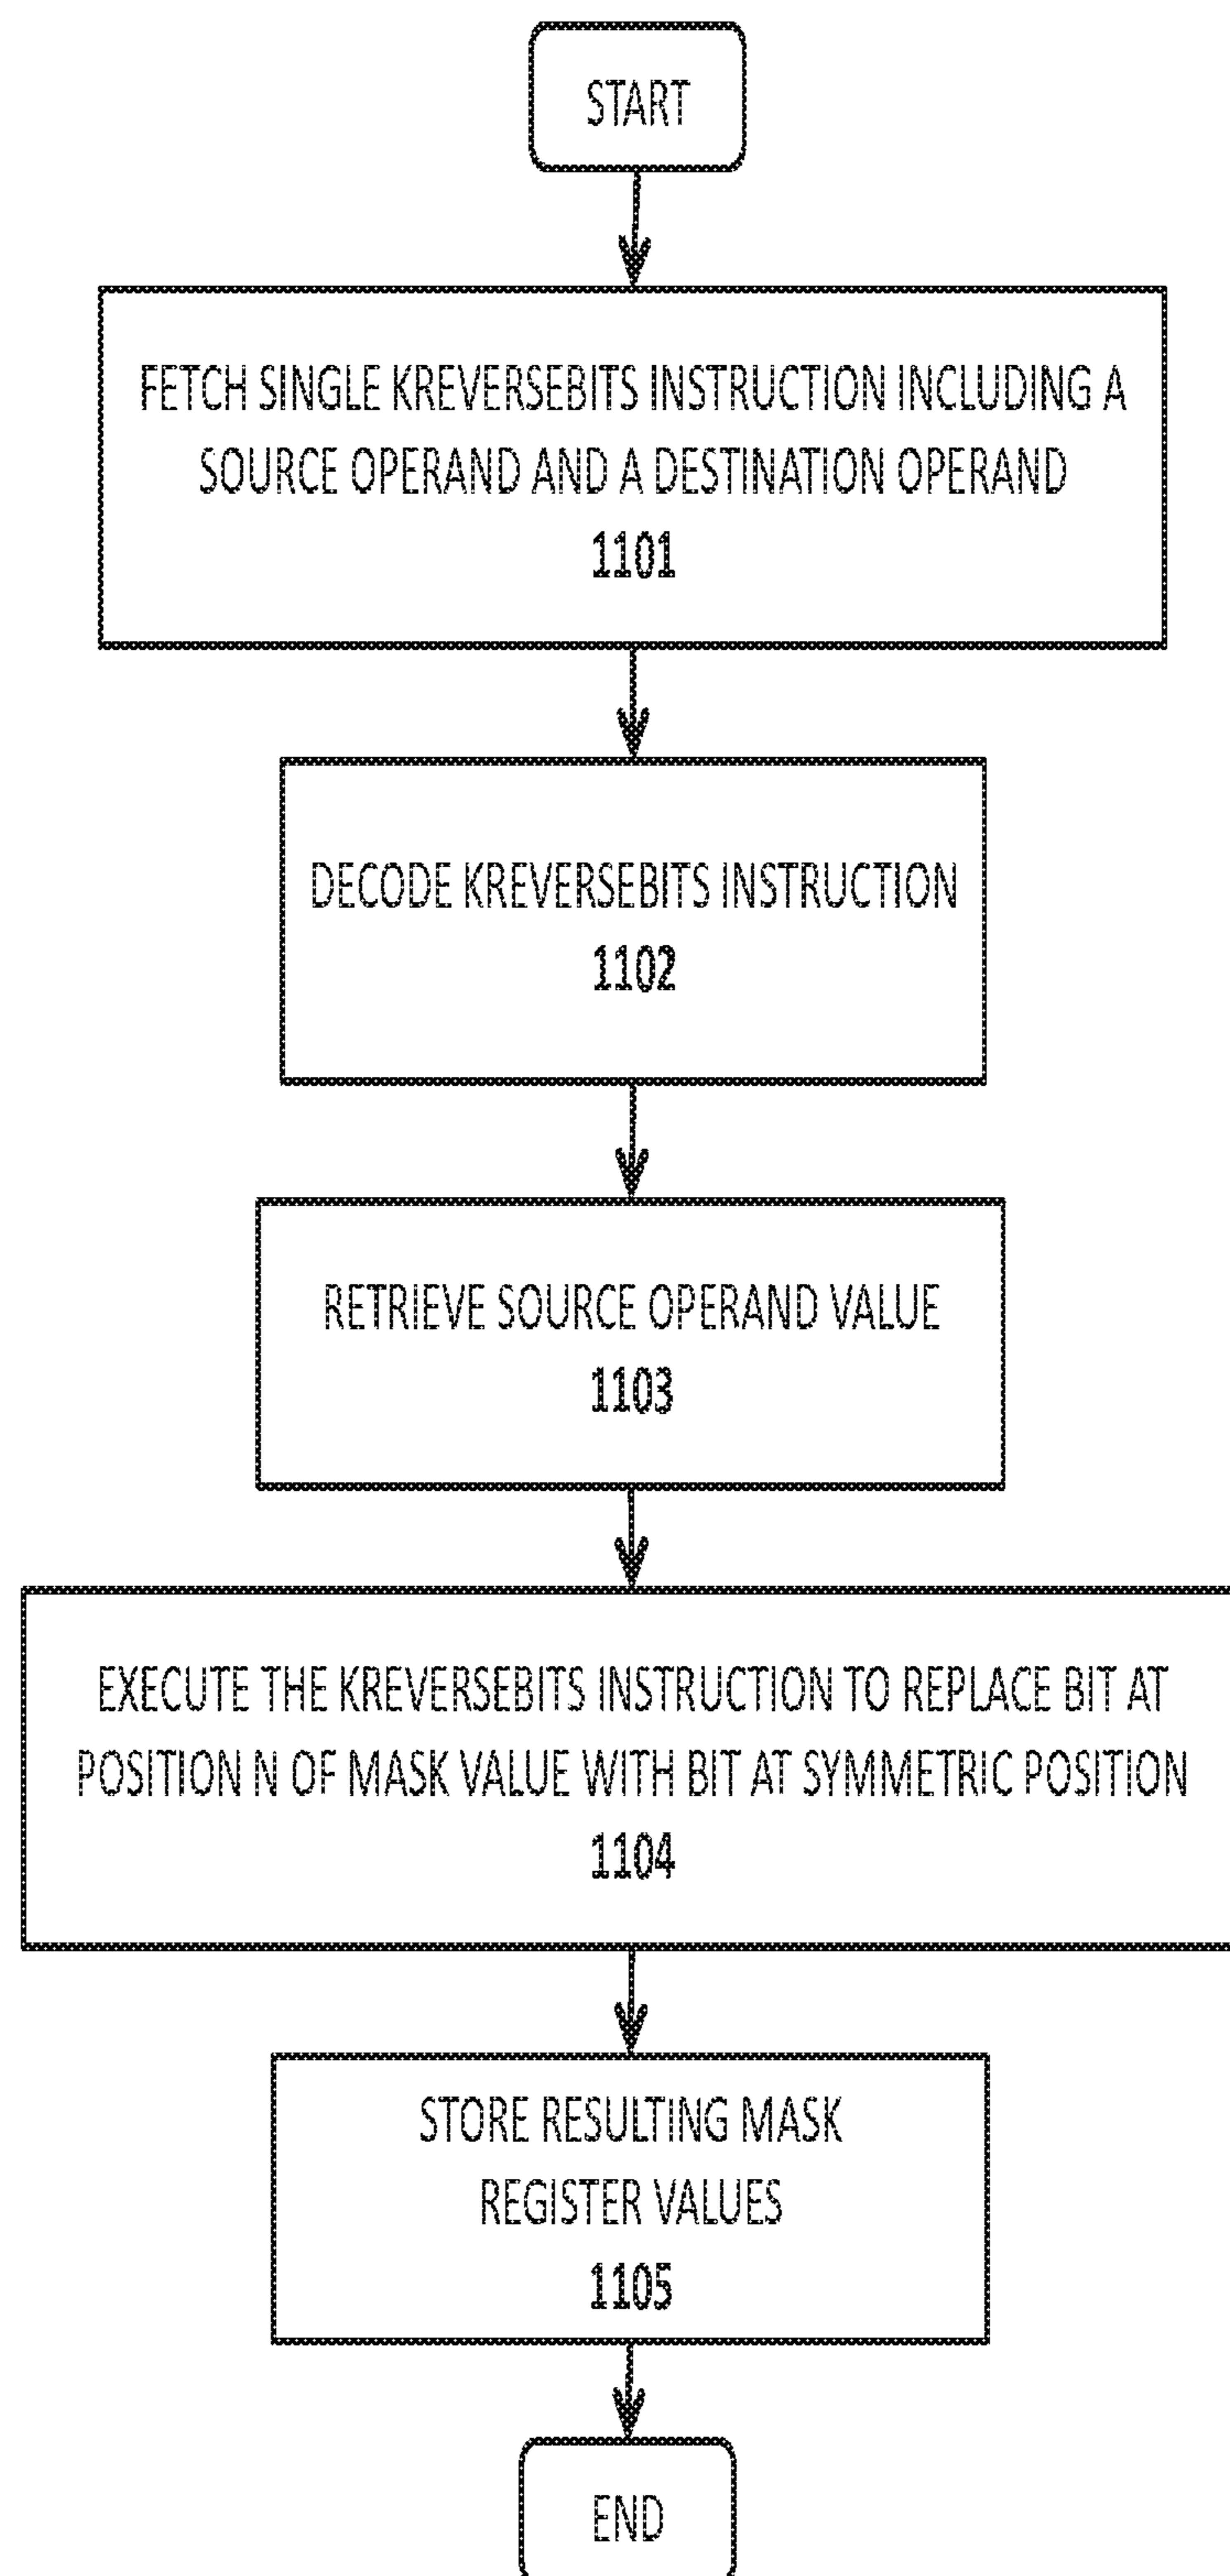 START
FETCH SINGLE KREVERSEBITS INSTRUCTION INCLUDING A
SOURCE OPERAND AND A DESTINATION OPERAND
1101
DECODE KREVERSEBITS INSTRUCTION
1102
RETRIEVE SOURCE OPERAND VALUE
1103
EXECUTE THE KREVERSEBITS INSTRUCTION TO REPLACE BIT AT
POSITION N OF MASK VALUE WITH BIT AT SYMMETRIC POSITION
1104
STORE RESULTING MASK
REGISTER VALUES
1105
END